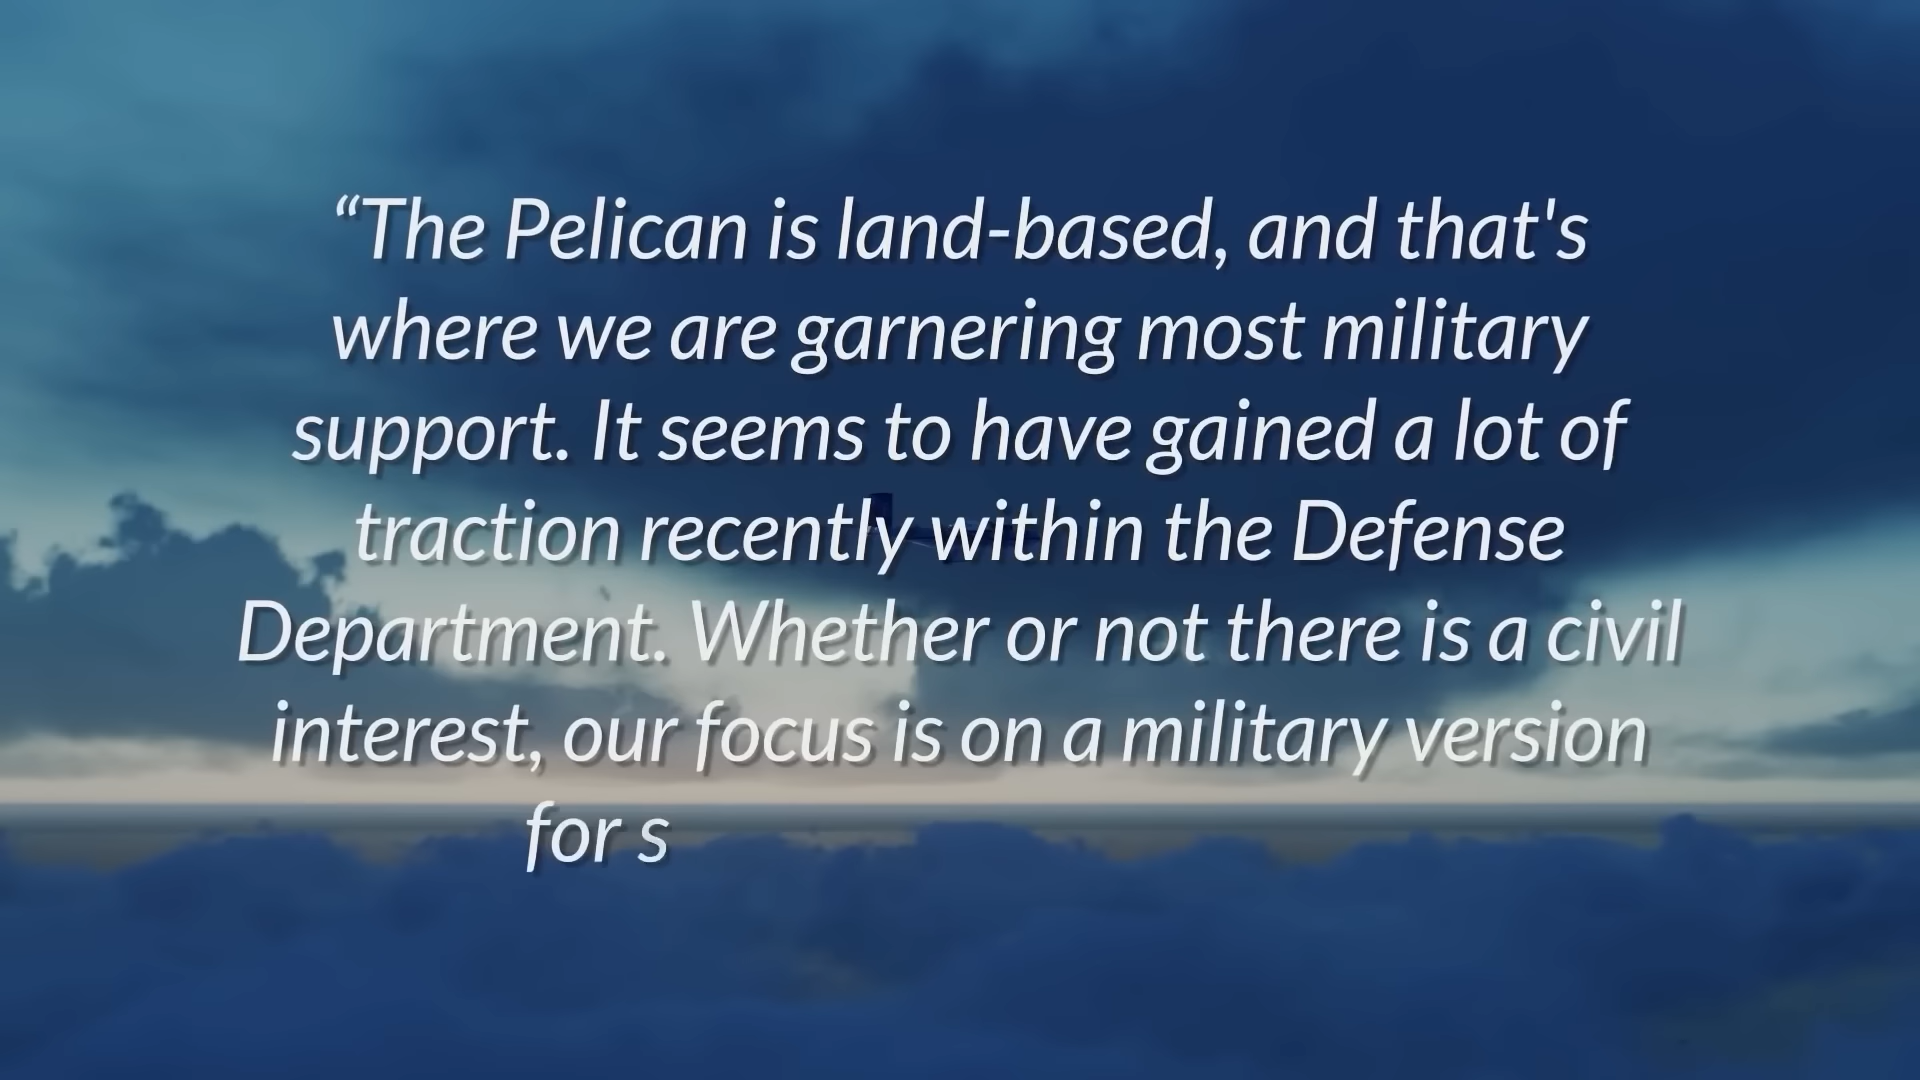 “The Pelican is land-based, and that's
where we are garnering most military
support. It seems to have gained a lot of
traction recently within the Defense
Department. Whether or not there is a civil
interest, our focus is on a military version
for s